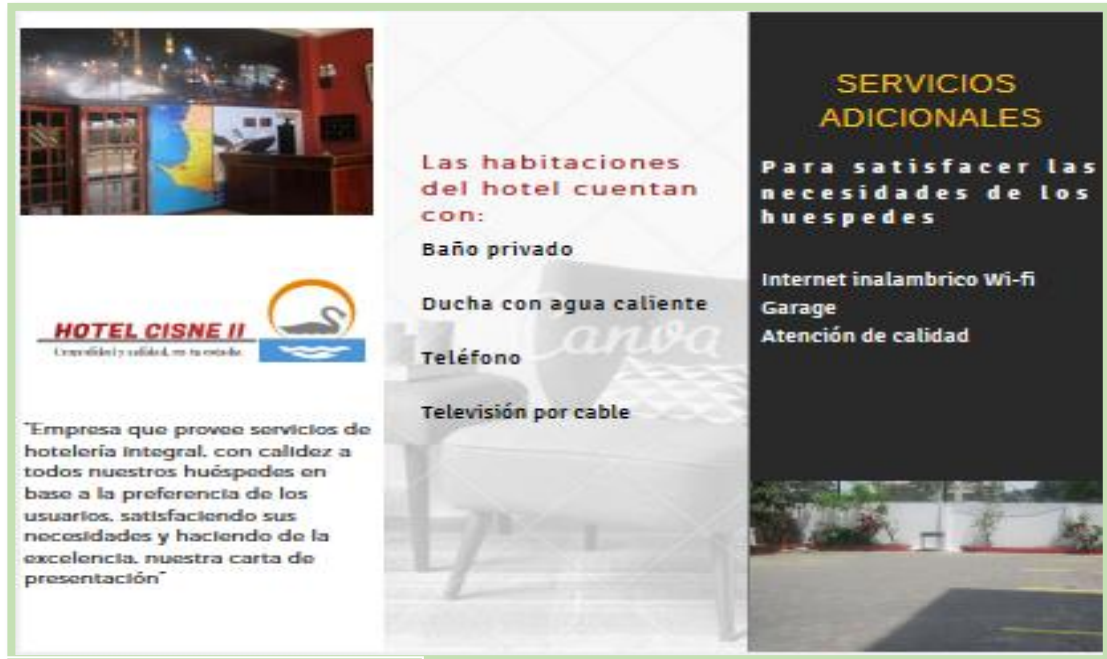 HOTEL CISNE II
"Empresa que provee servicios de
hotelería integral, con calidez a
todos nuestros huéspedes en
base a la preferencia de los
usuarios, satisfaciendo sus
necesidades y haciendo de la
excelencia, nuestra carta de
presentación"
Las habitaciones
del hotel cuentan
con:
Baño privado
Ducha con agua caliente
Teléfono
Televisión por cable
Canva
SERVICIOS
ADICIONALES
Para satisfacer las
necesidades de los
huespedes
Internet inalambrico Wi-fi
Garage
Atención de calidad